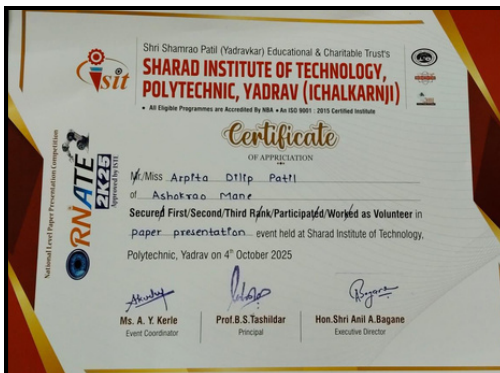 Shri Shamrao Patil (Yadravkar) Educational & Charitable Trust's
isit
SHARAD INSTITUTE OF TECHNOLOGY,
POLYTECHNIC, YADRAV (ICHALKARNJI)
• All Eligible Programmes are Accredited By NBA • An ISO 9001 : 2015 Certified Institute
Certificate
OF APPRICIATION
National Level Paper Presentation Competition
ORNATE
2K25
Approved by ISTE
Mr/Miss Arpita Dilip Patil
of Ashokrao Mane
Secured First/Second/Third Rank/Participated/Worked as Volunteer in
paper presentation event held at Sharad Institute of Technology,
Polytechnic, Yadrav on 4th October 2025
Ms. A. Y. Kerle
Event Coordinator
Prof.B.S.Tashildar
Principal
Hon.Shri Anil A.Bagane
Executive Director